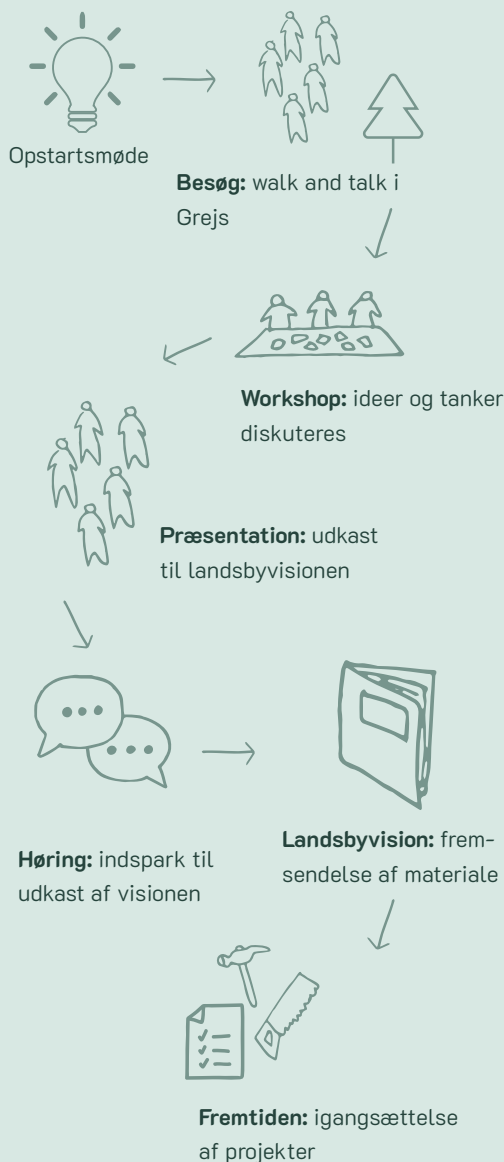 Opstartsmøde
Besøg: walk and talk i
Grejs
Workshop: ideer og tanker
diskuteres
Præsentation: udkast
til landsbyvisionen
Høring: indspark til
udkast af visionen
Landsbyvision: frem-
sendelse af materiale
Fremtiden: igangsættelse
af projekter